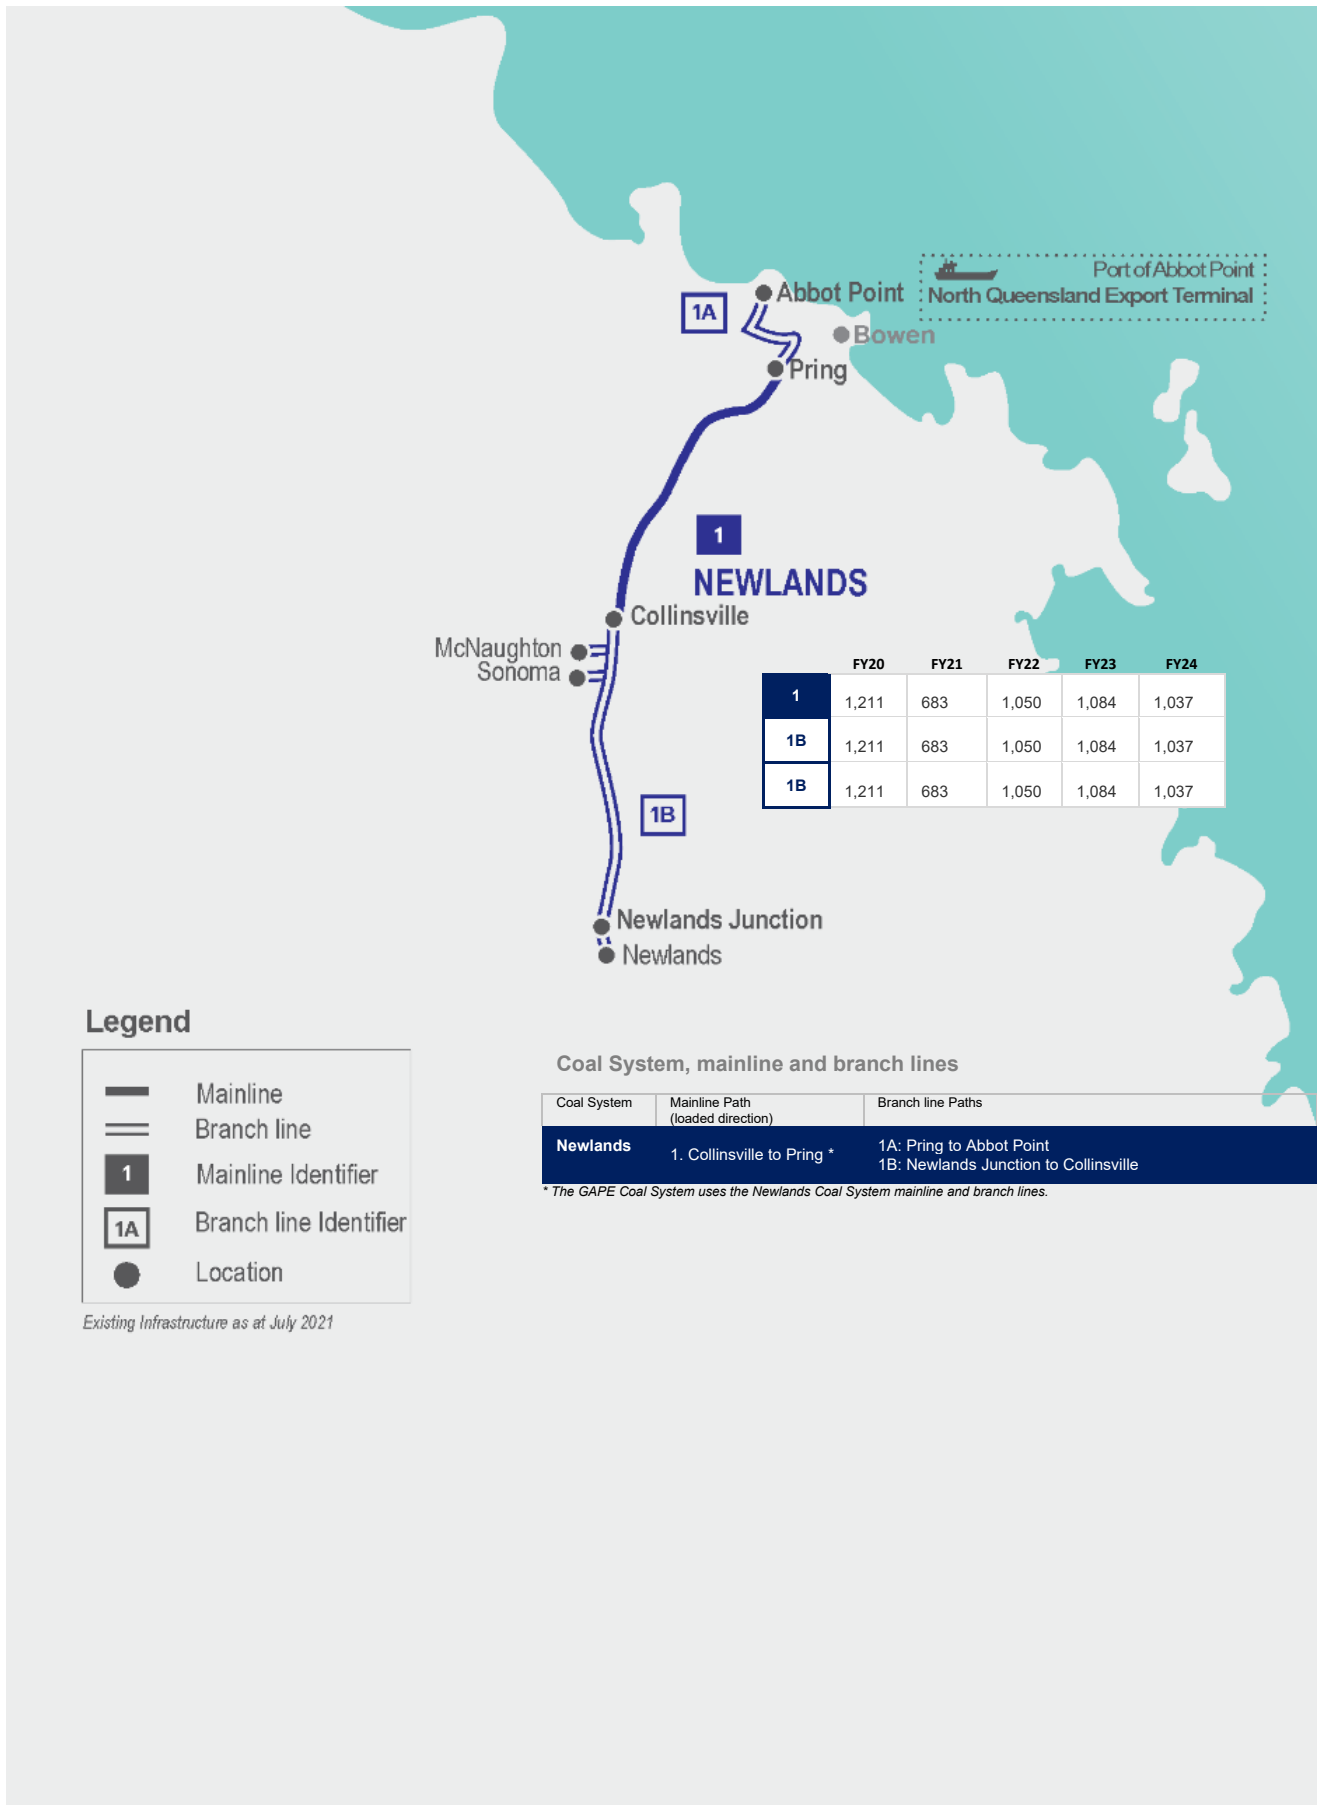 Port of Abbot Point
North Queensland Export Terminal
Abbot Point
1A
Bowen
Pring
1
NEWLANDS
Collinsville
McNaughton
Sonoma
FY20 FY21 FY22 FY23 FY24
1 1,211 683 1,050 1,084 1,037
1B 1,211 683 1,050 1,084 1,037
1B 1,211 683 1,050 1,084 1,037
1B
Newlands Junction
Newlands
Legend
Mainline
Branch line
1 Mainline Identifier
1A Branch line Identifier
Location
Existing Infrastructure as at July 2021
Coal System, mainline and branch lines
Coal System Mainline Path Branch line Paths
(loaded direction)
Newlands 1. Collinsville to Pring * 1A: Pring to Abbot Point
1B: Newlands Junction to Collinsville
* The GAPE Coal System uses the Newlands Coal System mainline and branch lines.